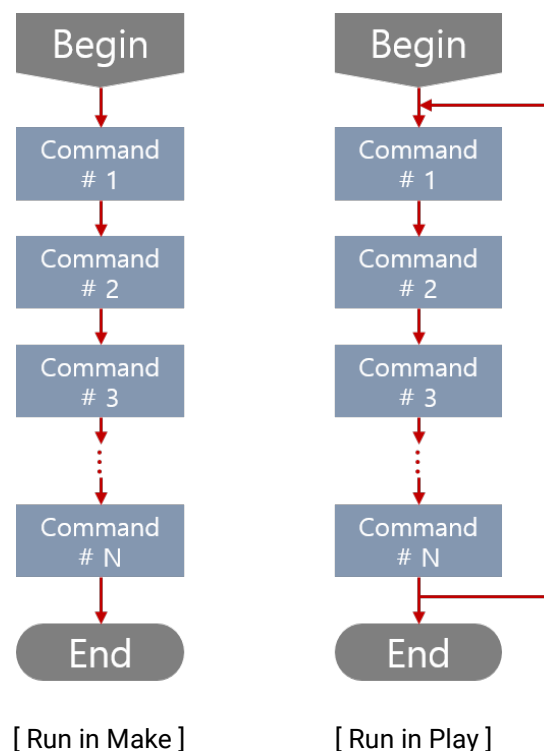 Begin
Command
# 1
Command
# 2
Command
# 3
Command
# N
End
[ Run in Make ]
Begin
Command
# 1
Command
# 2
Command
# 3
Command
# N
End
[ Run in Play ]